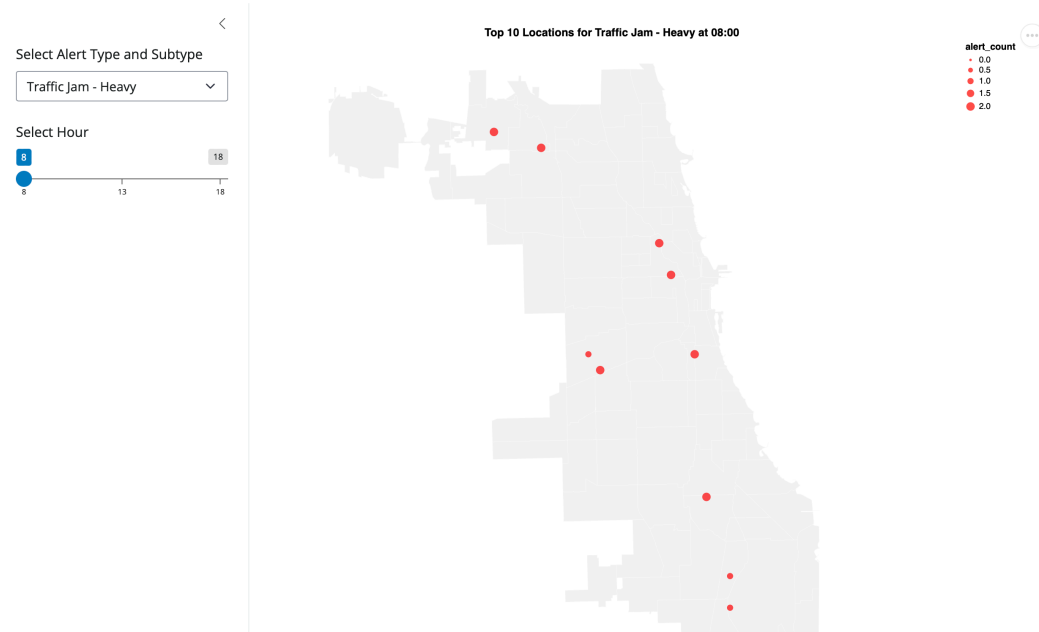 Select Alert Type and Subtype
Traffic Jam - Heavy
Select Hour
8
18
8
13
18
Top 10 Locations for Traffic Jam - Heavy at 08:00
alert_count
0.0
0.5
1.0
1.5
2.0